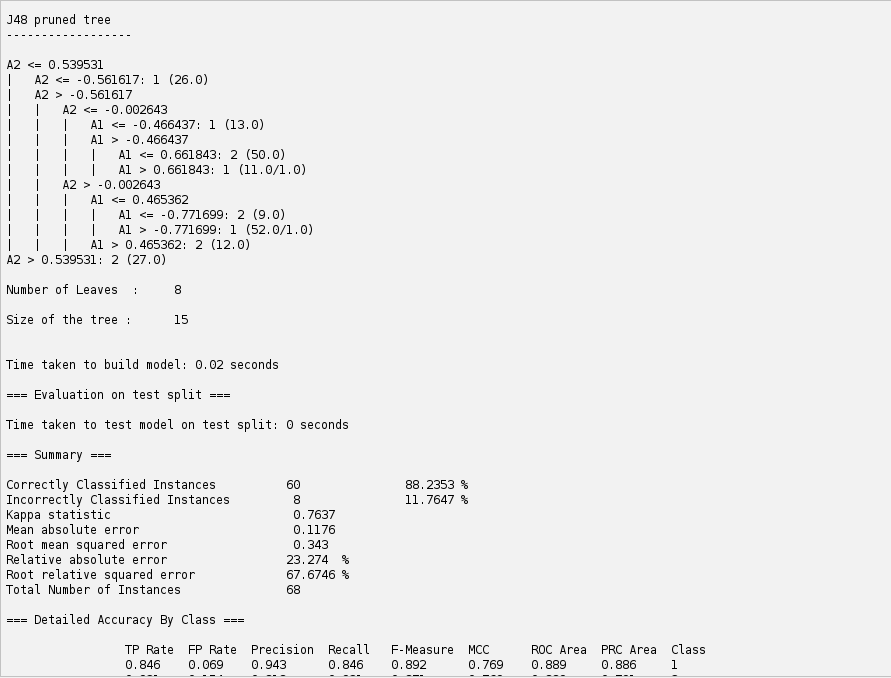 J48 pruned tree
------------------
A2 <= 0.539531
|   A2 <= -0.561617: 1 (26.0)
|   A2 > -0.561617
|   |   A2 <= -0.002643
|   |   |   A1 <= -0.466437: 1 (13.0)
|   |   |   A1 > -0.466437
|   |   |   |   A1 <= 0.661843: 2 (50.0)
|   |   |   |   A1 > 0.661843: 1 (11.0/1.0)
|   |   A2 > -0.002643
|   |   |   A1 <= 0.465362
|   |   |   |   A1 <= -0.771699: 2 (9.0)
|   |   |   |   A1 > -0.771699: 1 (52.0/1.0)
|   |   |   A1 > 0.465362: 2 (12.0)
A2 > 0.539531: 2 (27.0)
Number of Leaves  :     8
Size of the tree :      15
Time taken to build model: 0.02 seconds
=== Evaluation on test split ===
Time taken to test model on test split: 0 seconds
=== Summary ===
Correctly Classified Instances          60               88.2353 %
Incorrectly Classified Instances         8               11.7647 %
Kappa statistic                          0.7637
Mean absolute error                      0.1176
Root mean squared error                  0.343
Relative absolute error                 23.274  %
Root relative squared error             67.6746 %
Total Number of Instances               68
=== Detailed Accuracy By Class ===
TP Rate  FP Rate  Precision  Recall   F-Measure  MCC      ROC Area  PRC Area  Class
0.846    0.069    0.943      0.846    0.892      0.769    0.889     0.886     1